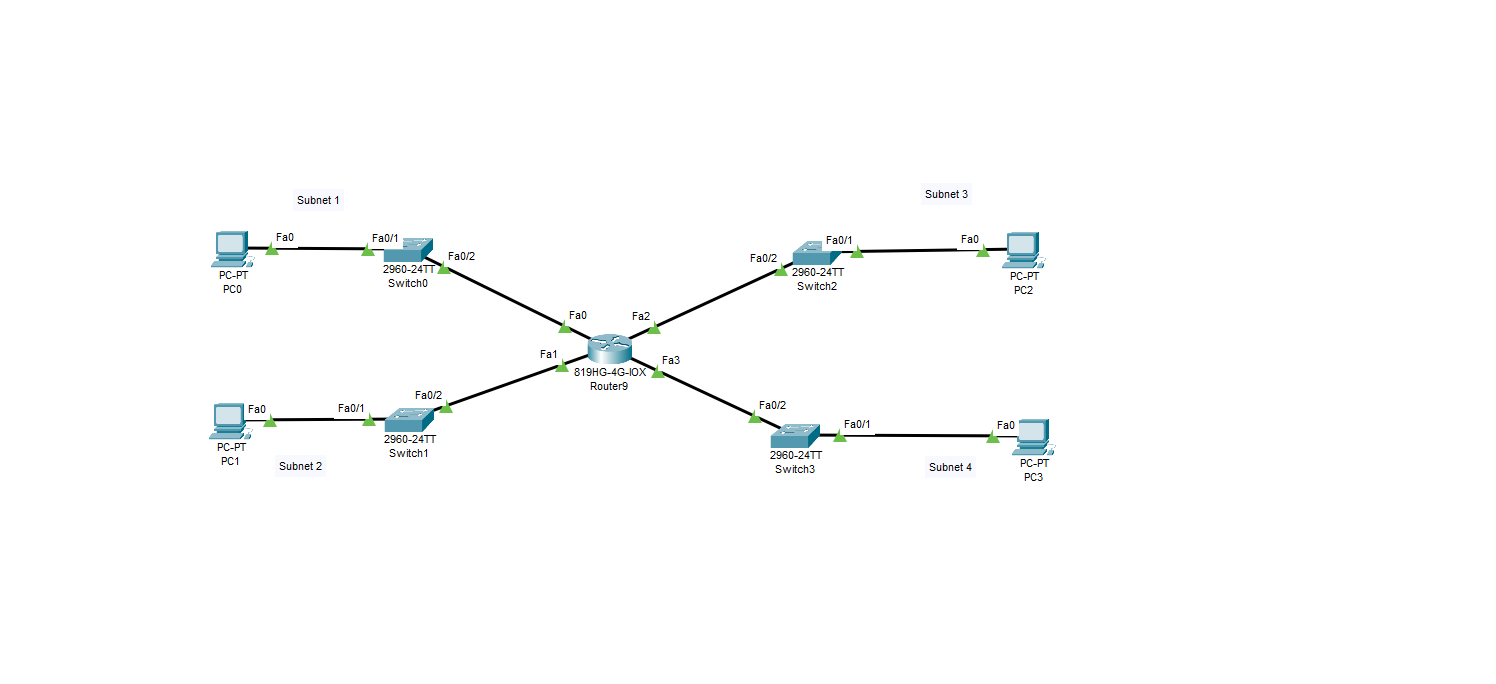 Subnet 1
Subnet 3
Fa0
Fa0/1
Fa0/2
PC-PT
PC0
2960-24TT
Switch0
Fa0/1
Fa0
Fa0/2
2960-24TT
Switch2
PC-PT
PC2
Fa0
Fa2
Fa1
Fa3
819HG-4G-IOX
Router9
Fa0
Fa0/1
Fa0/2
PC-PT
PC1
2960-24TT
Switch1
Subnet 2
Fa0/2
Fa0/1
Fa0
2960-24TT
Switch3
Subnet 4
PC-PT
PC3